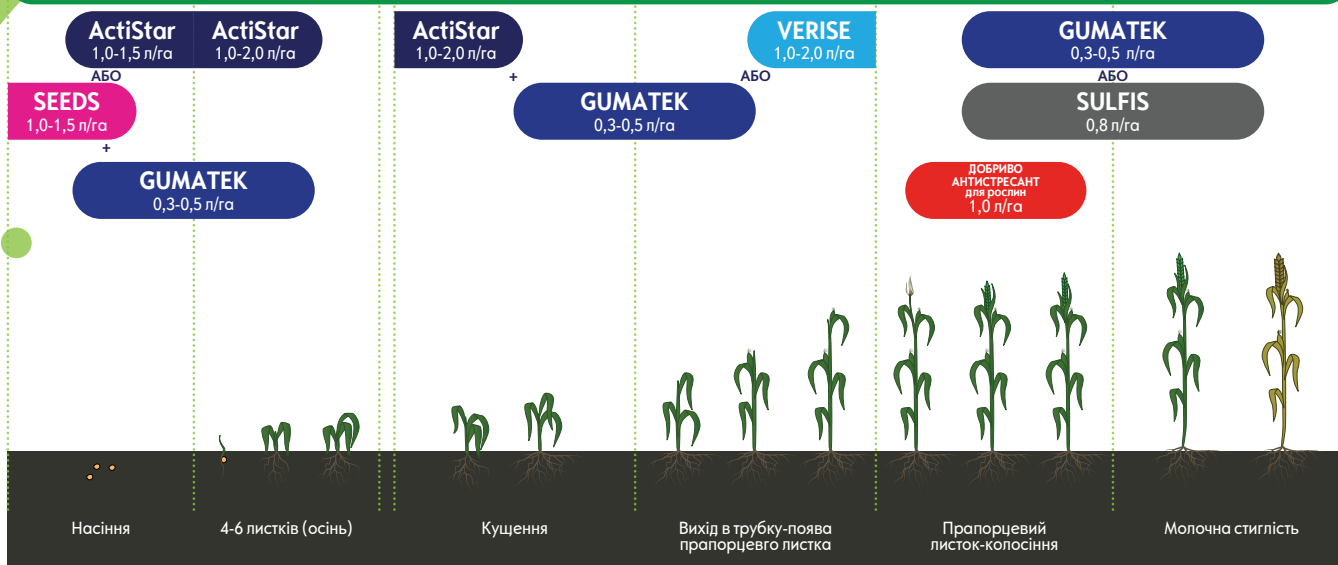 ActiStar
1,0-1,5 л/га
ActiStar
1,0-2,0 л/га
АБО
SEEDS
1,0-1,5 л/га
+
GUMATEK
0,3-0,5 л/га
ActiStar
1,0-2,0 л/га
+
GUMATEK
0,3-0,5 л/га
АБО
VERISE
1,0-2,0 л/га
GUMATEK
0,3-0,5 л/га
АБО
SULFIS
0,8 л/га
ДОБРИВО
АНТИСТРЕСАНТ
для рослин
1,0 л/га
Насіння
4-6 листків (осінь)
Кущення
Вихід в трубку-поява
прапорцевго листка
Прапорцевий
листок-колосіння
Молочна стиглість